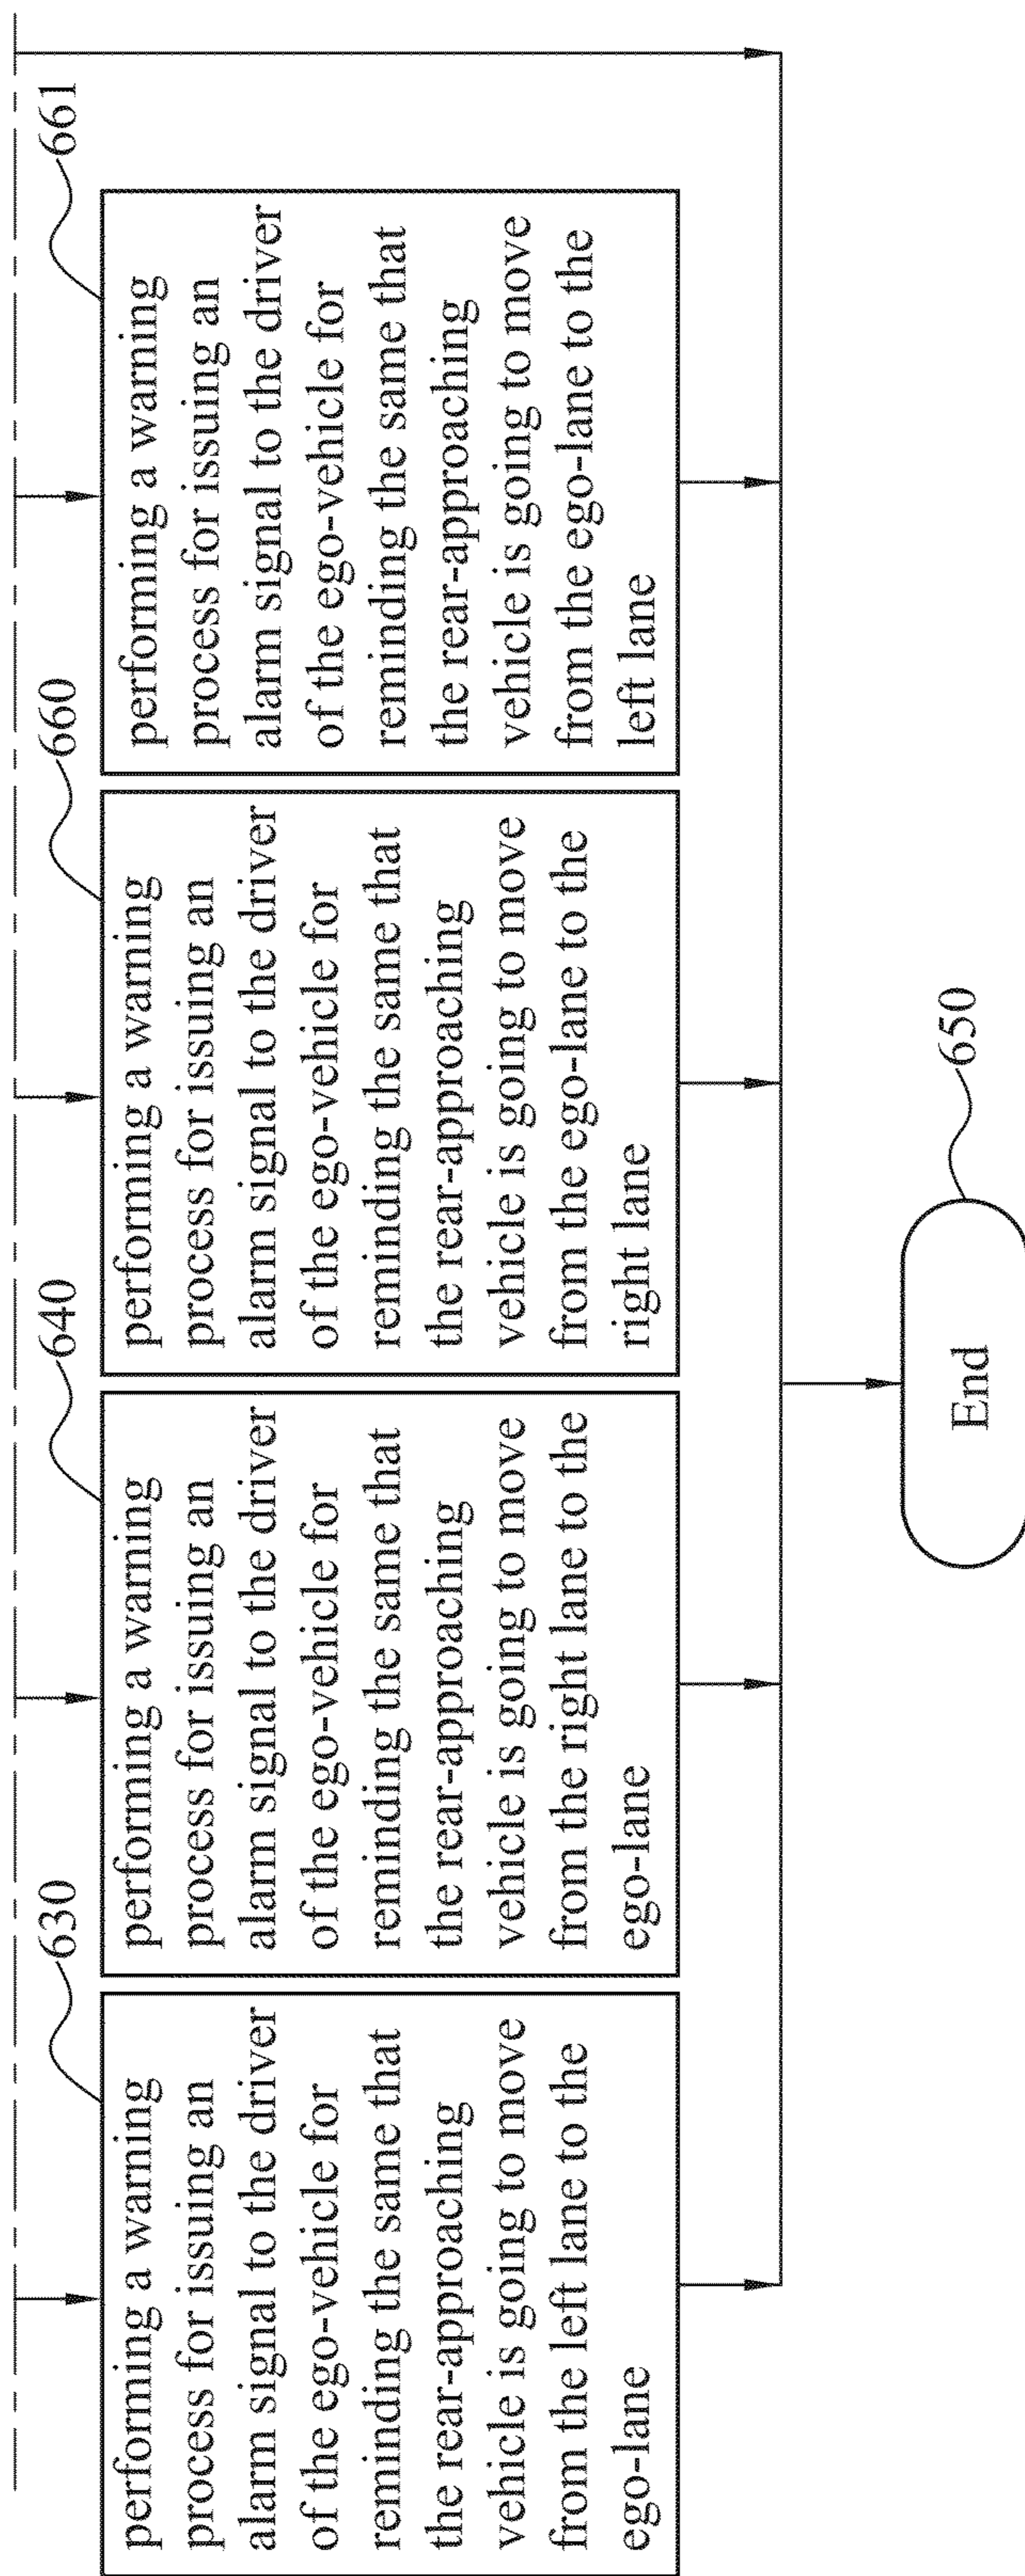 630
performing a warning
process for issuing an
alarm signal to the driver
of the ego-vehicle for
reminding the same that
the rear-approaching
vehicle is going to move
from the left lane to the
ego-lane
640
performing a warning
process for issuing an
alarm signal to the driver
of the ego-vehicle for
reminding the same that
the rear-approaching
vehicle is going to move
from the right lane to the
ego-lane
660
performing a warning
process for issuing an
alarm signal to the driver
of the ego-vehicle for
reminding the same that
the rear-approaching
vehicle is going to move
from the ego-lane to the
right lane
661
performing a warning
process for issuing an
alarm signal to the driver
of the ego-vehicle for
reminding the same that
the rear-approaching
vehicle is going to move
from the ego-lane to the
left lane
650
End